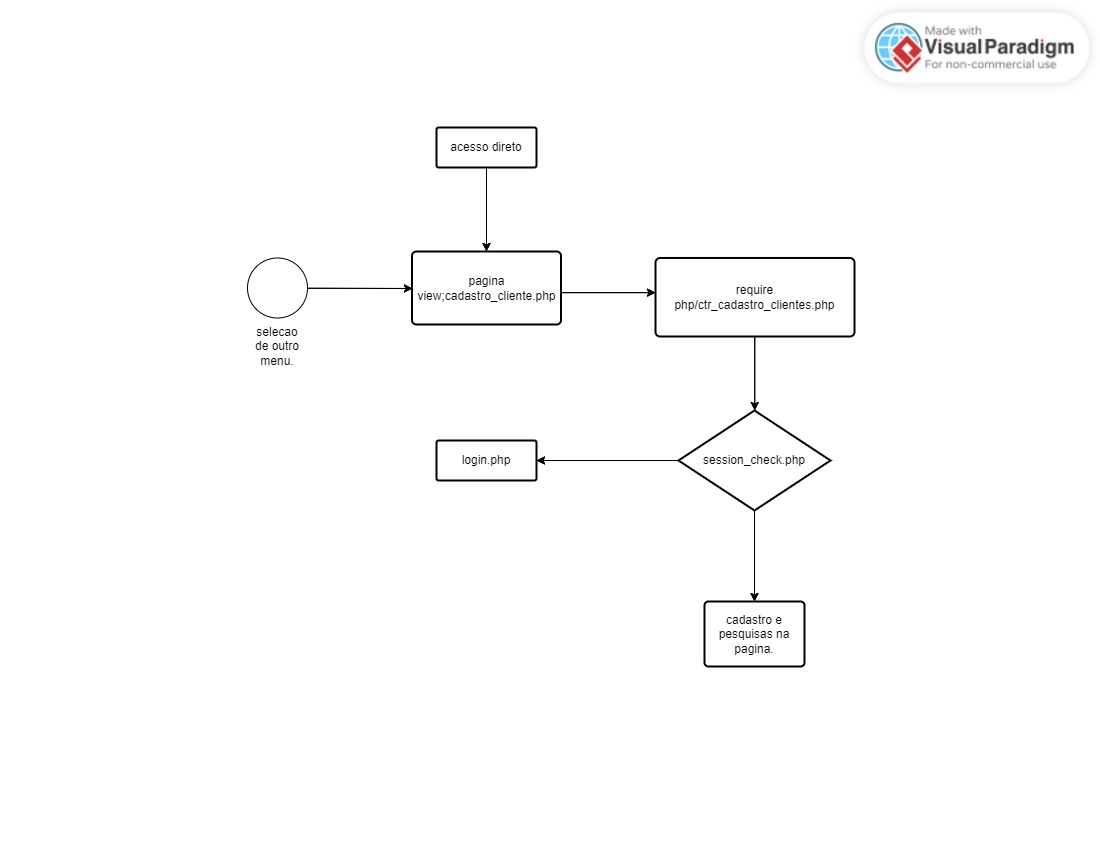 Made with
Visual Paradigm
For non-commercial use
acesso direto
pagina
view;cadastro_cliente.php
require
php/ctr_cadastro_clientes.php
selecao
de outro
menu.
login.php
session_check.php
cadastro e
pesquisas na
pagina.